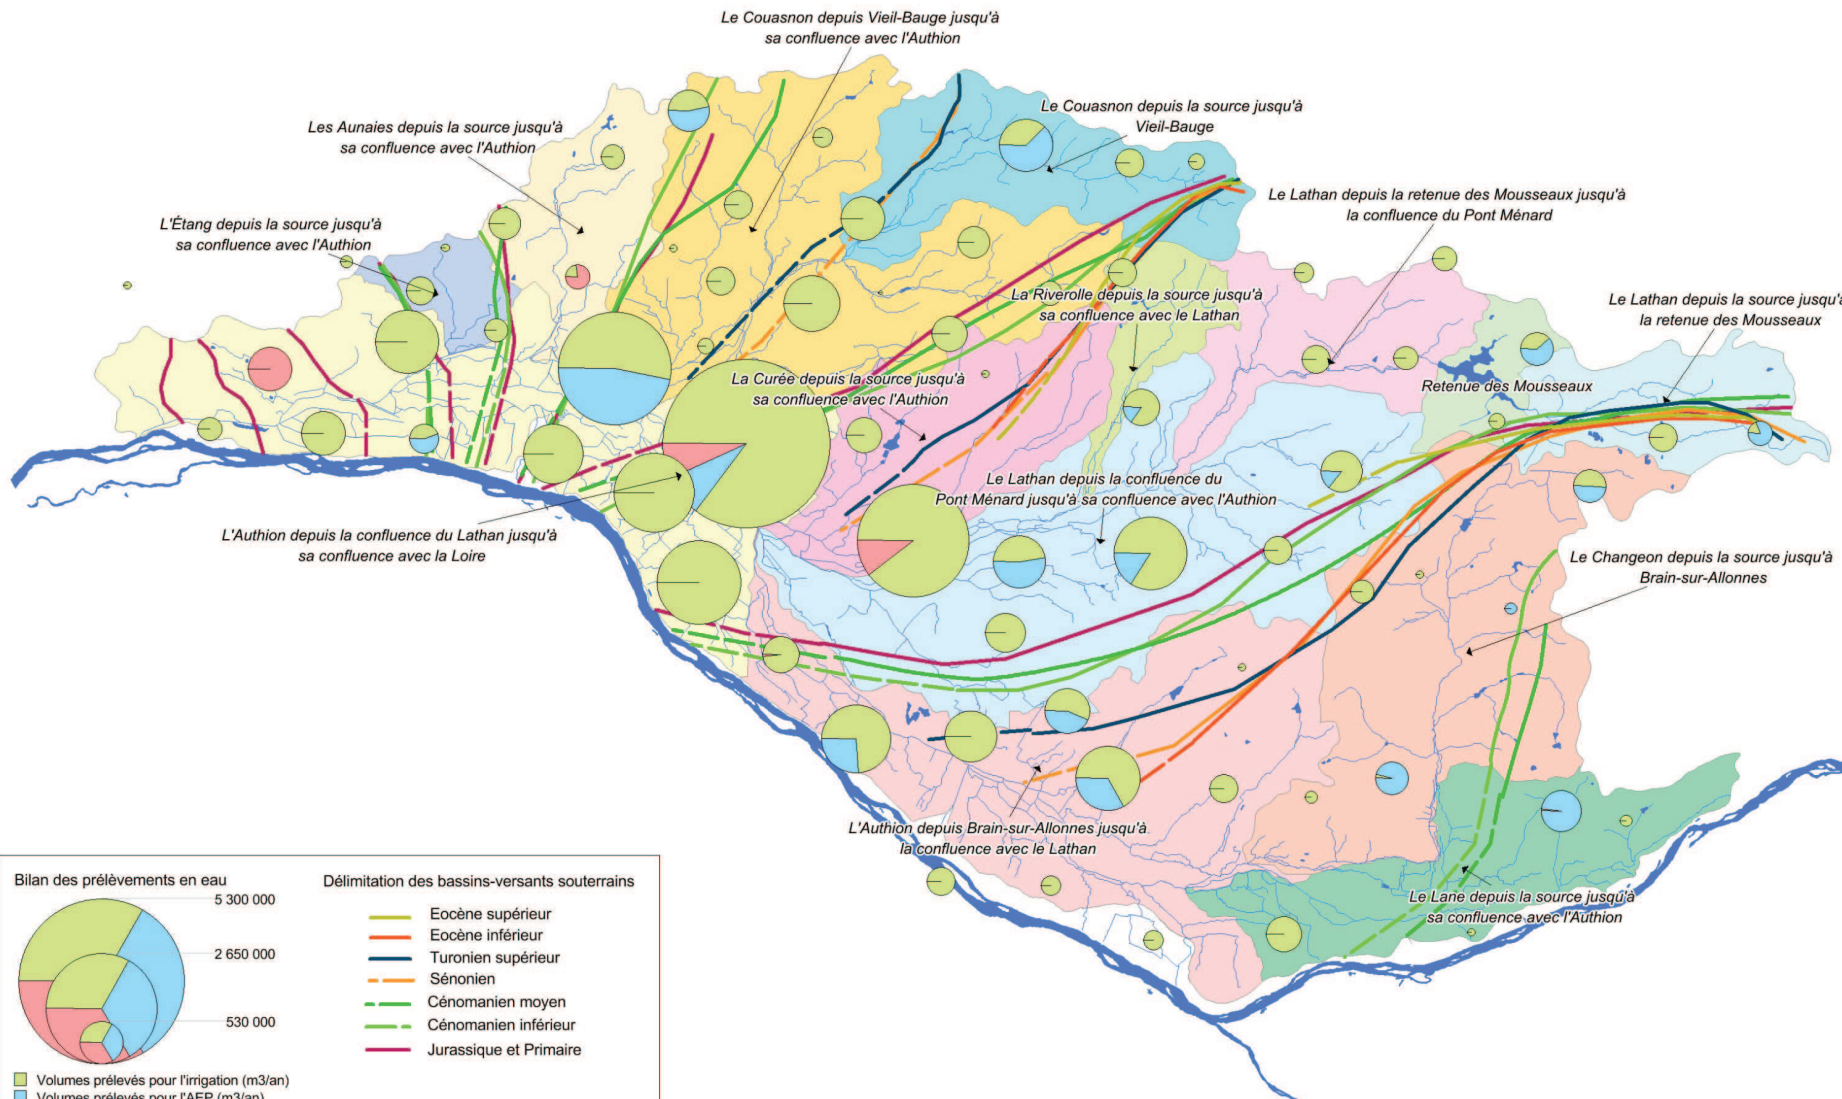 Le Couasnon depuis Vieil-Bauge jusqu'à
sa confluence avec l'Authion
Le Couasnon depuis la source jusqu'à
Vieil-Bauge
Les Aunaies depuis la source jusqu'à
sa confluence avec l'Authion
Le Lathan depuis la retenue des Mousseaux jusqu'à
la confluence du Pont Ménard
L'Étang depuis la source jusqu'à
sa confluence avec l'Authion
La Riverolle depuis la source jusqu'à
sa confluence avec le Lathan
Le Lathan depuis la source jusqu'à
la retenue des Mousseaux
La Curée depuis la source jusqu'à
sa confluence avec l'Authion
Retenue des Mousseaux
Le Lathan depuis la confluence du
Pont Ménard jusqu'à sa confluence avec l'Authion
L'Authion depuis la confluence du Lathan jusqu'à
sa confluence avec la Loire
Le Changeon depuis la source jusqu'à
Brain-sur-Allonnes
L'Authion depuis Brain-sur-Allonnes jusqu'à
la confluence avec le Lathan
Le Lane depuis la source jusqu'à
sa confluence avec l'Authion
Bilan des prélèvements en eau
5 300 000
2 650 000
530 000
Volumes prélevés pour l'irrigation (m3/an)
Volumes prélevés pour l'AEP (m3/an)
Délimitation des bassins-versants souterrains
Eocène supérieur
Eocène inférieur
Turonien supérieur
Sénonien
Cénomanien moyen
Cénomanien inférieur
Jurassique et Primaire